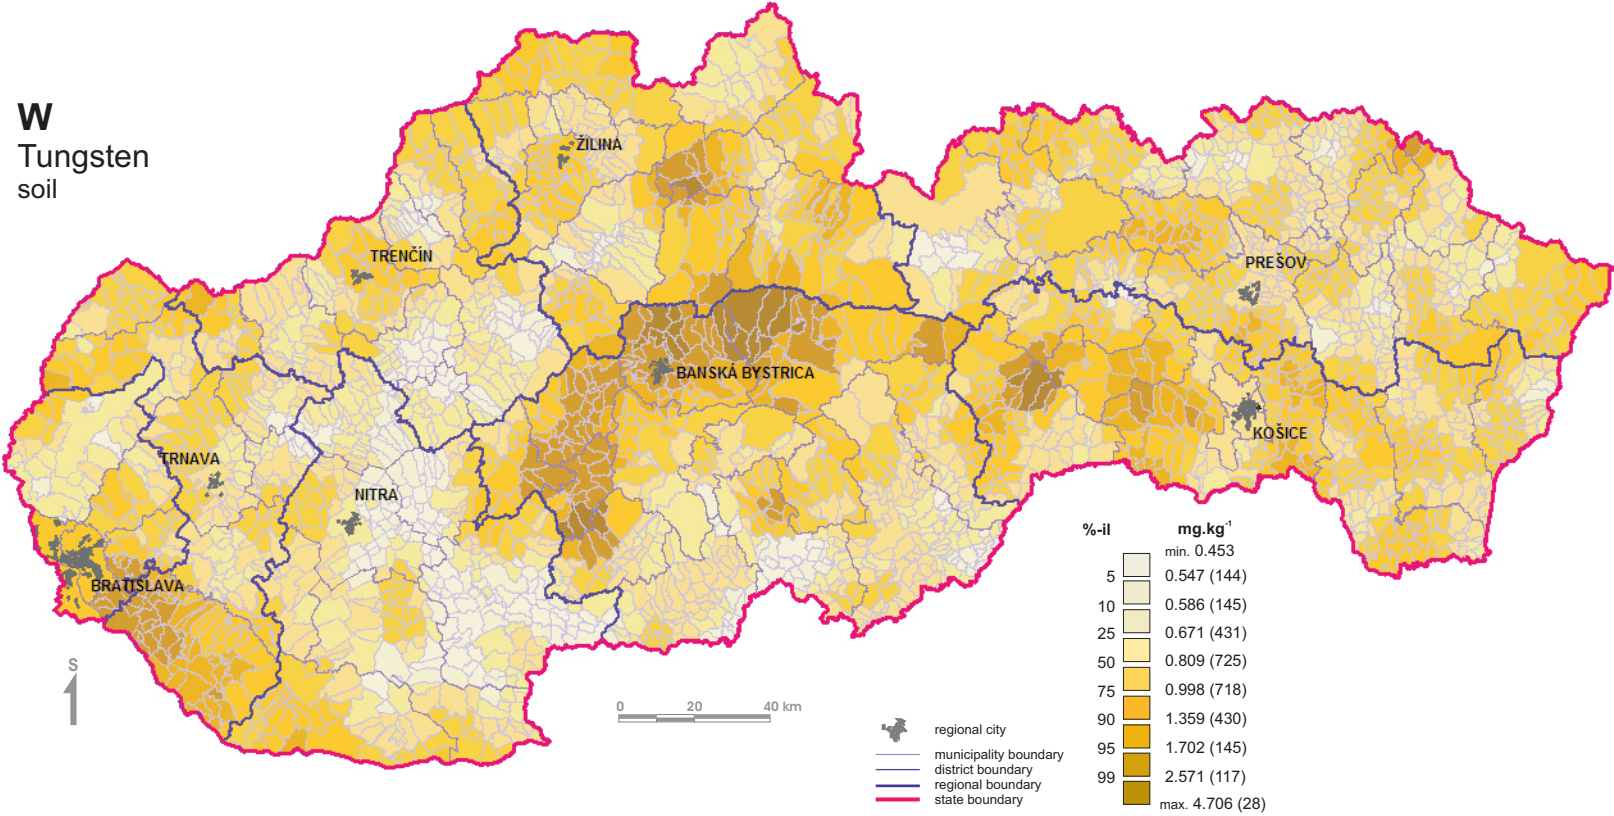 W
Tungsten
soil
ŽILINA
TRENČÍN
PREŠOV
BANSKÁ BYSTRICA
KOŠICE
TRNAVA
NITRA
BRATISLAVA
S
0 20 40 km
regional city
municipality boundary
district boundary
regional boundary
state boundary
%-il mg.kg-1
min. 0.453
5 0.547 (144)
10 0.586 (145)
25 0.671 (431)
50 0.809 (725)
75 0.998 (718)
90 1.359 (430)
95 1.702 (145)
99 2.571 (117)
max. 4.706 (28)